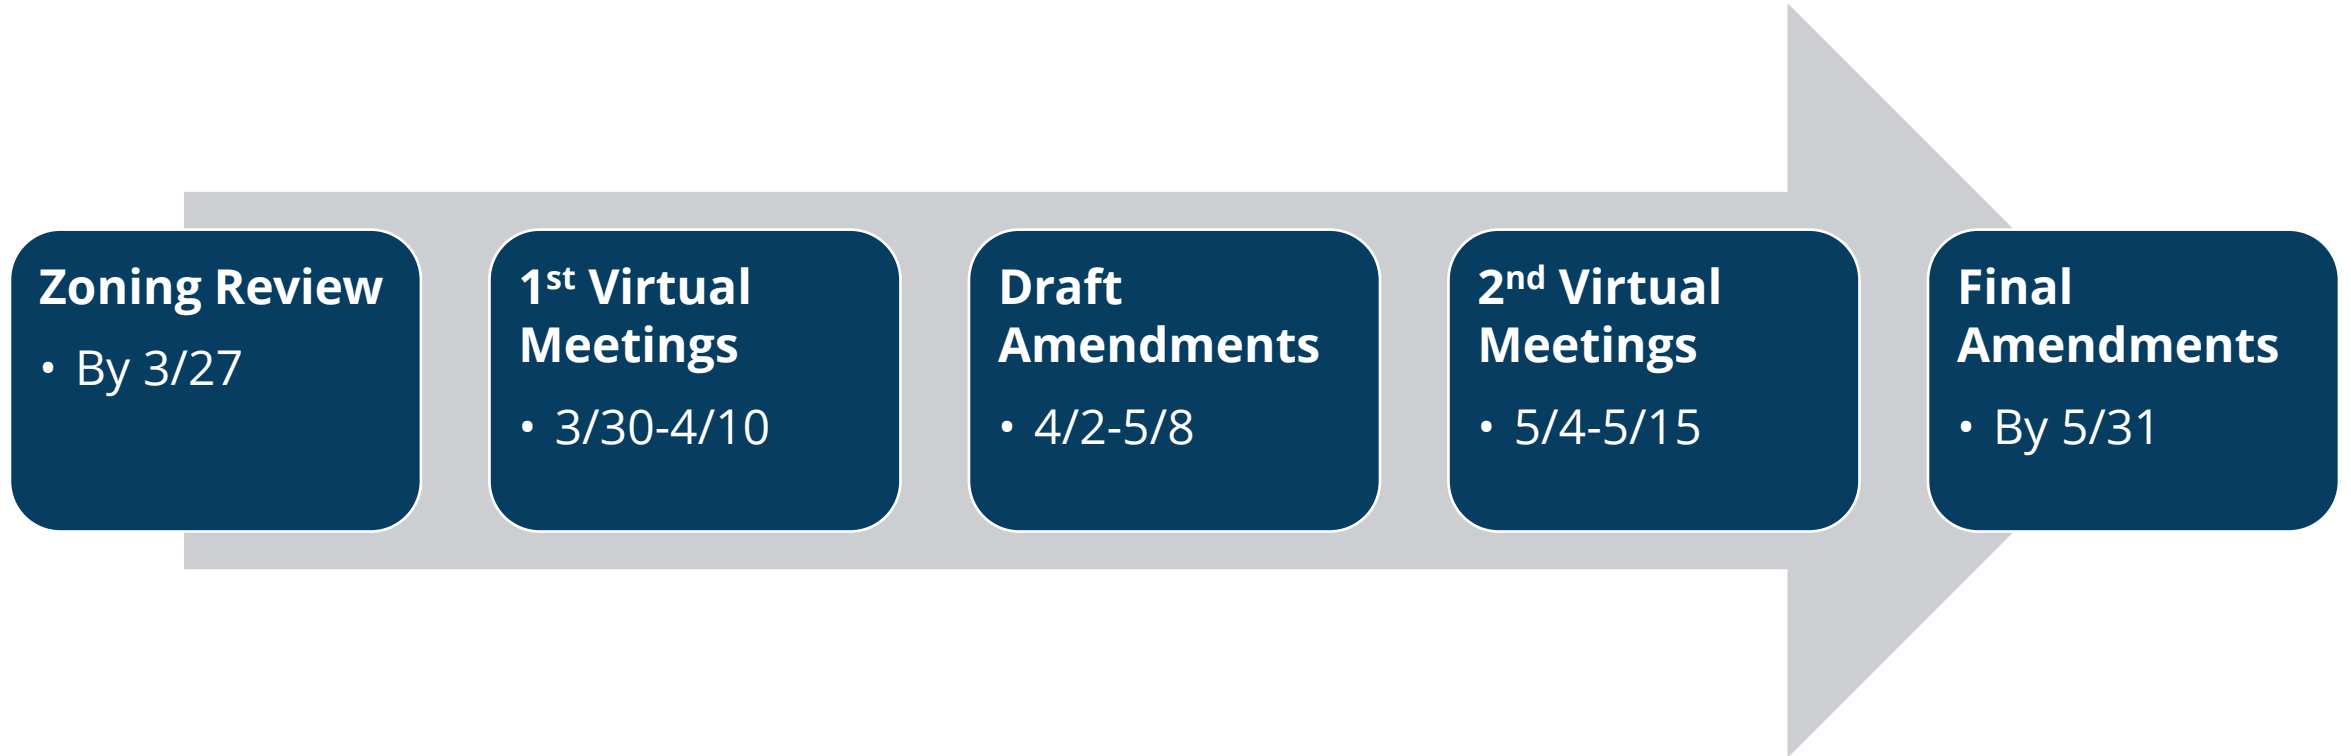 Zoning Review
• By 3/27
1st Virtual
Meetings
• 3/30-4/10
Draft
Amendments
• 4/2-5/8
2nd Virtual
Meetings
• 5/4-5/15
Final
Amendments
• By 5/31